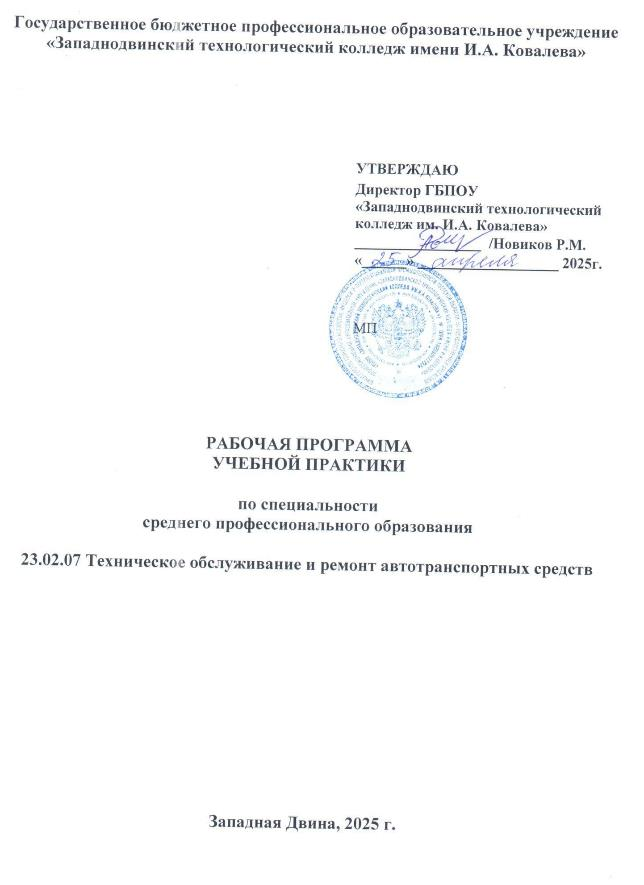 Государственное бюджетное профессиональное образовательное учреждение
«Западнодвинский технологический колледж имени И.А. Ковалева»
УТВЕРЖДАЮ
Директор ГБПОУ
«Западнодвинский технологический
колледж им. И.А. Ковалева»
/Новиков Р.М.
« 25 » апреля 2025г.
МП
РАБОЧАЯ ПРОГРАММА
УЧЕБНОЙ ПРАКТИКИ
по специальности
среднего профессионального образования
23.02.07 Техническое обслуживание и ремонт автотранспортных средств
Западная Двина, 2025 г.